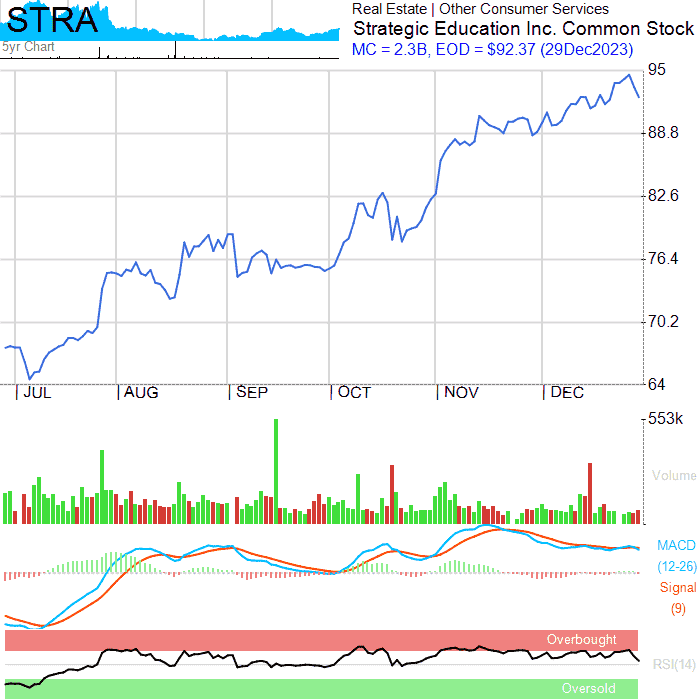 STRA
5yr Chart
Real Estate | Other Consumer Services
Strategic Education Inc. Common Stock
MC = 2.3B, EOD = $92.37 (29Dec2023)
95
88.8
82.6
76.4
70.2
64
JUL AUG SEP OCT NOV DEC
553k
Volume
MACD
(12-26)
Signal
(9)
Overbought
RSI(14)
Oversold